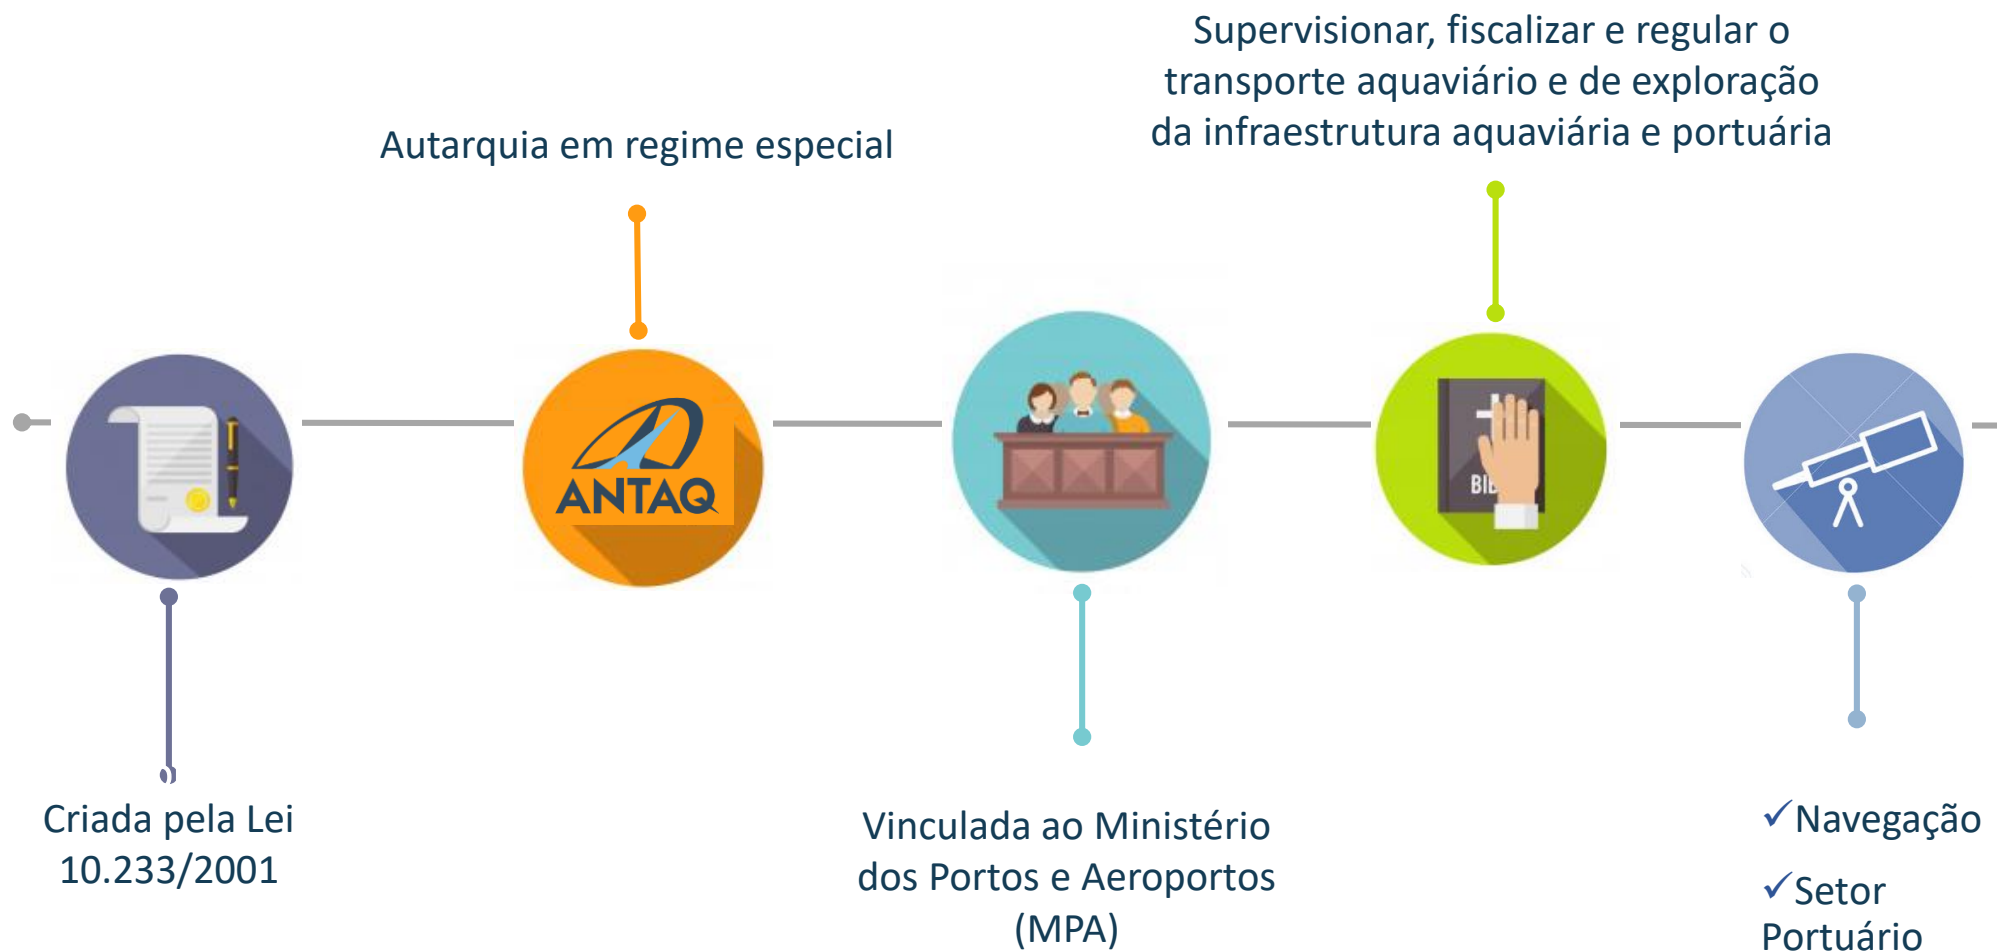 Supervisionar, fiscalizar e regular o
transporte aquaviário e de exploração
da infraestrutura aquaviária e portuária
Autarquia em regime especial
ANTAQ
Criada pela Lei
10.233/2001
Vinculada ao Ministério
dos Portos e Aeroportos
(MPA)
✓Navegação
✓Setor
Portuário